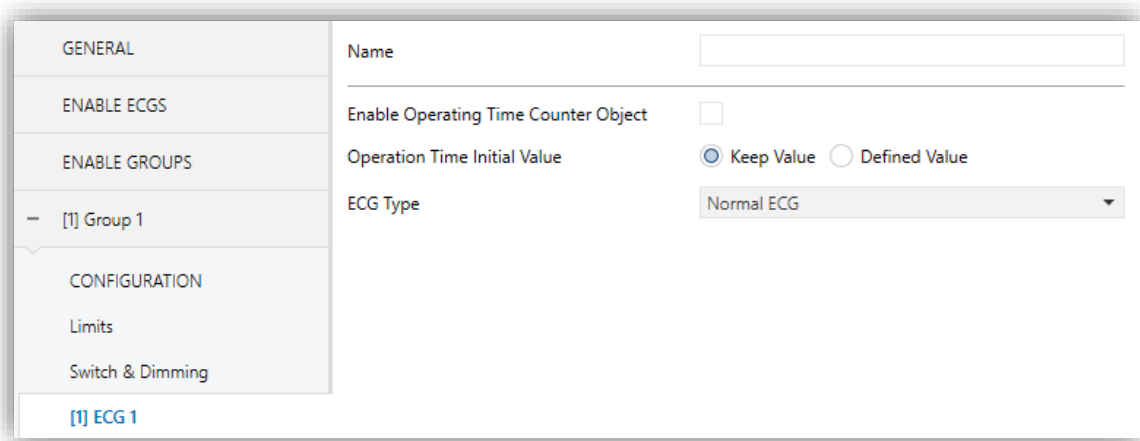 GENERAL
ENABLE ECGS
ENABLE GROUPS
[1] Group 1
CONFIGURATION
Limits
Switch & Dimming
[1] ECG 1
Name
Enable Operating Time Counter Object
Operation Time Initial Value Keep Value Defined Value
ECG Type Normal ECG